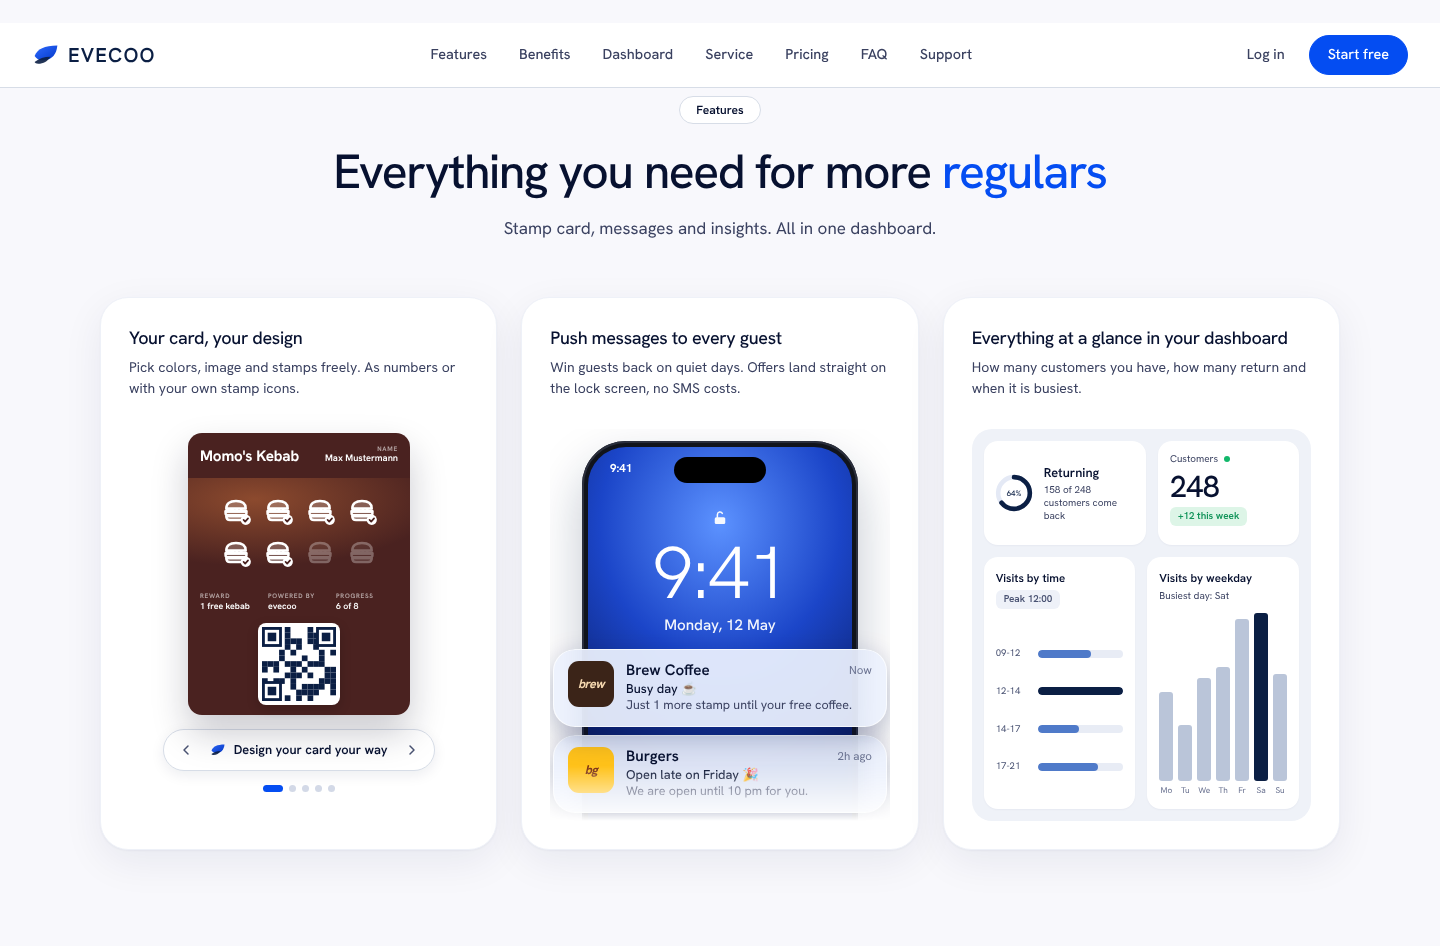 EVECOO
Features
Benefits
Dashboard
Service
Pricing
FAQ
Support
Log in
Start free
Features
Everything you need for more regulars
Stamp card, messages and insights. All in one dashboard.
Your card, your design
Pick colors, image and stamps freely. As numbers or
with your own stamp icons.
Momo's Kebab
NAME
Max Mustermann
REWARD
1 free kebab
POWERED BY
evecoo
PROGRESS
6 of 8
Design your card your way
Push messages to every guest
Win guests back on quiet days. Offers land straight on
the lock screen, no SMS costs.
9:41
9:41
Monday, 12 May
brew
Brew Coffee
Now
Busy day ☕
Just 1 more stamp until your free coffee.
bg
Burgers
2h ago
Open late on Friday 🎉
We are open until 10 pm for you.
Everything at a glance in your dashboard
How many customers you have, how many return and
when it is busiest.
64%
Returning
158 of 248
customers come
back
Customers
248
+12 this week
Visits by time
Peak 12:00
09-12
12-14
14-17
17-21
Visits by weekday
Busiest day: Sat
Mo Tu We Th Fr Sa Su